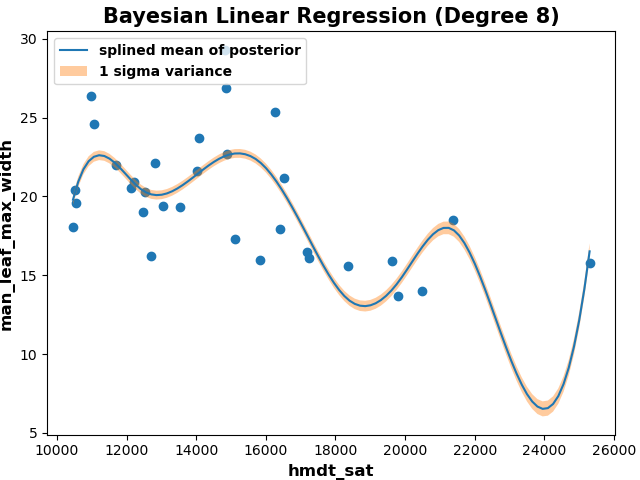 Bayesian Linear Regression (Degree 8)
splined mean of posterior
1 sigma variance
man_leaf_max_width
30
25
20
15
10
5
10000 12000 14000 16000 18000 20000 22000 24000 26000
hmdt_sat